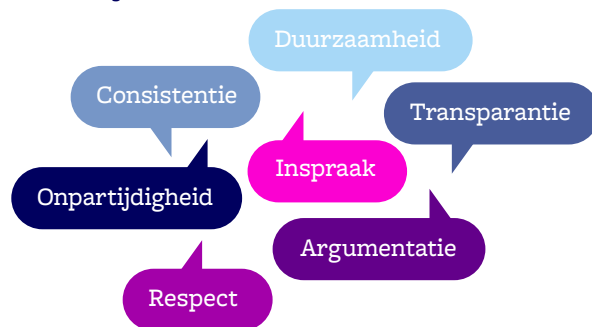 Duurzaamheid
Consistentie
Transparantie
Inspraak
Onpartijdigheid
Argumentatie
Respect